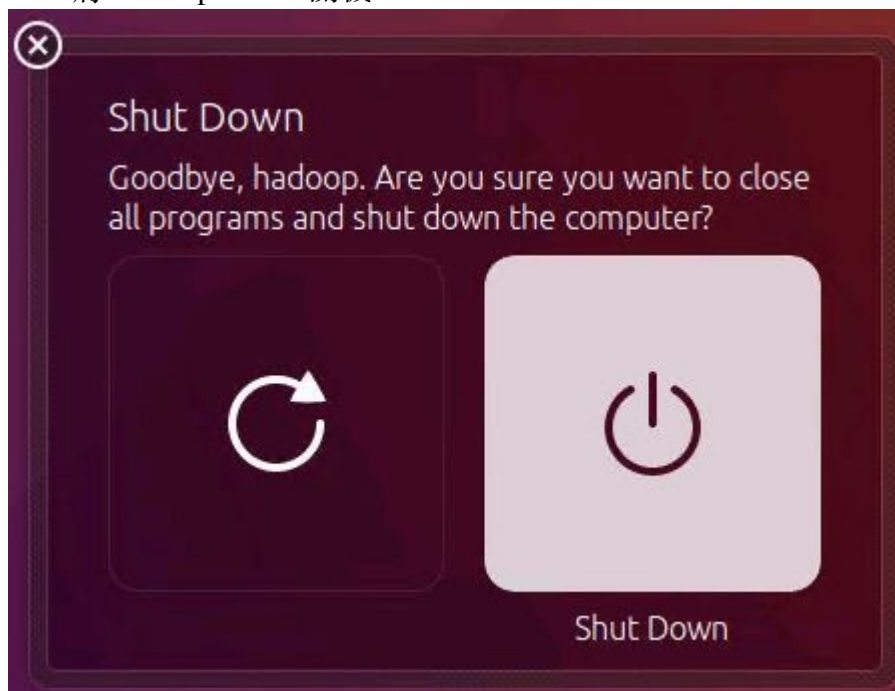 Shut Down
Goodbye, hadoop. Are you sure you want to close
all programs and shut down the computer?
Shut Down